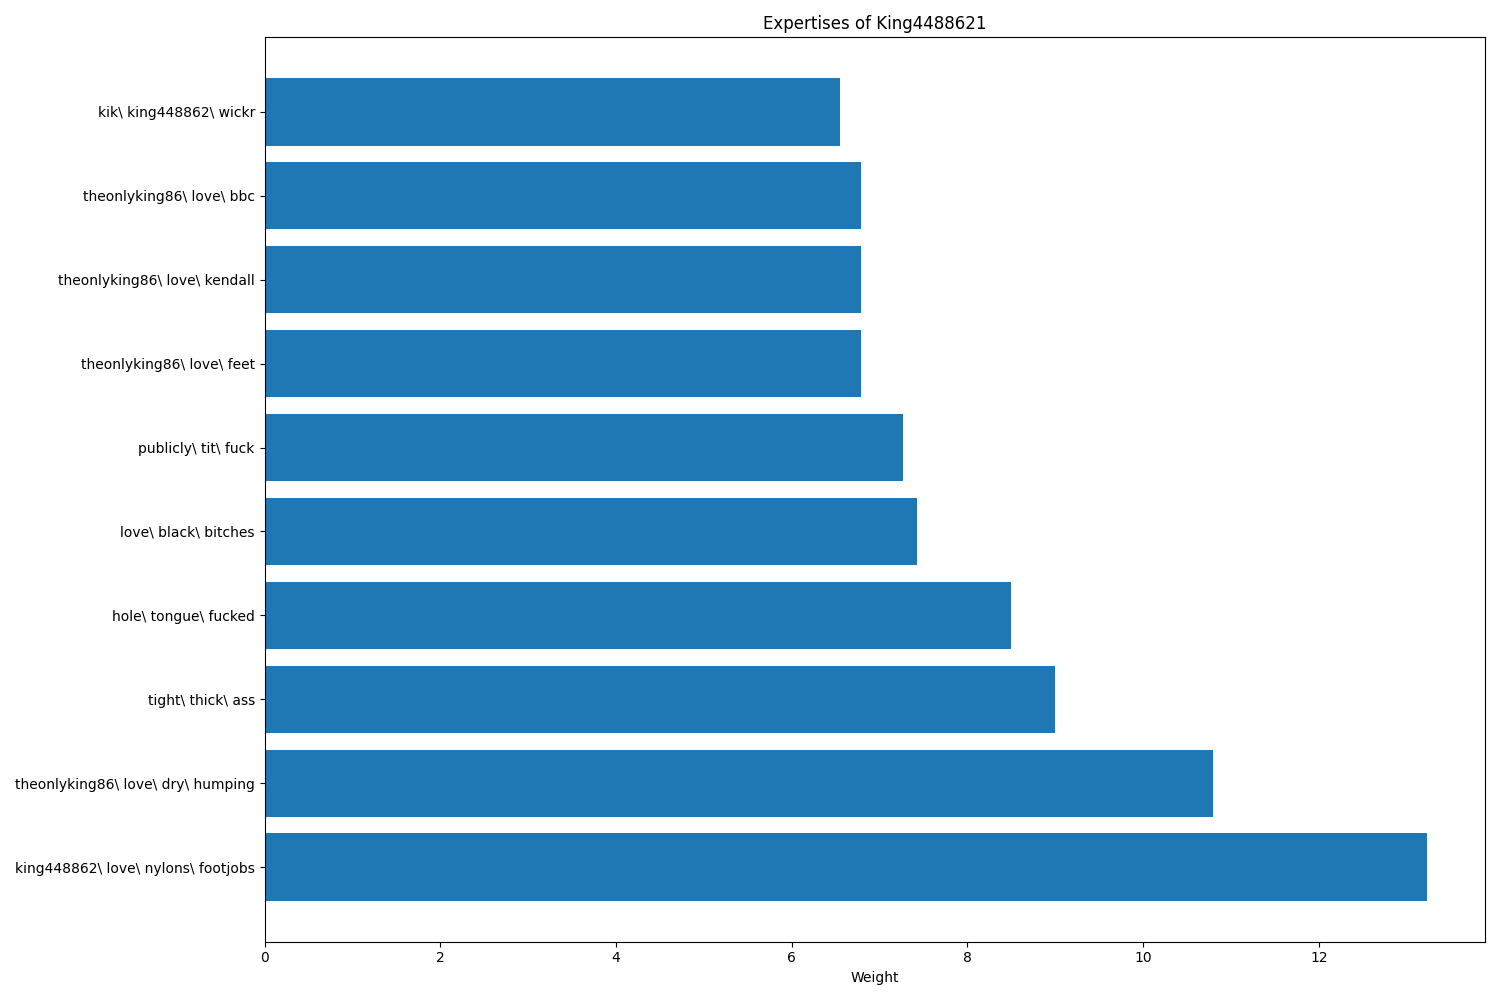 Expertises of King4488621
kik\ king448862\ wickr
theonlyking86\ love\ bbc
theonlyking86\ love\ kendall
theonlyking86\ love\ feet
publicly\ tit\ fuck
love\ black\ bitches
hole\ tongue\ fucked
tight\ thick\ ass
theonlyking86\ love\ dry\ humping
king448862\ love\ nylons\ footjobs
0 2 4 6 8 10 12
Weight